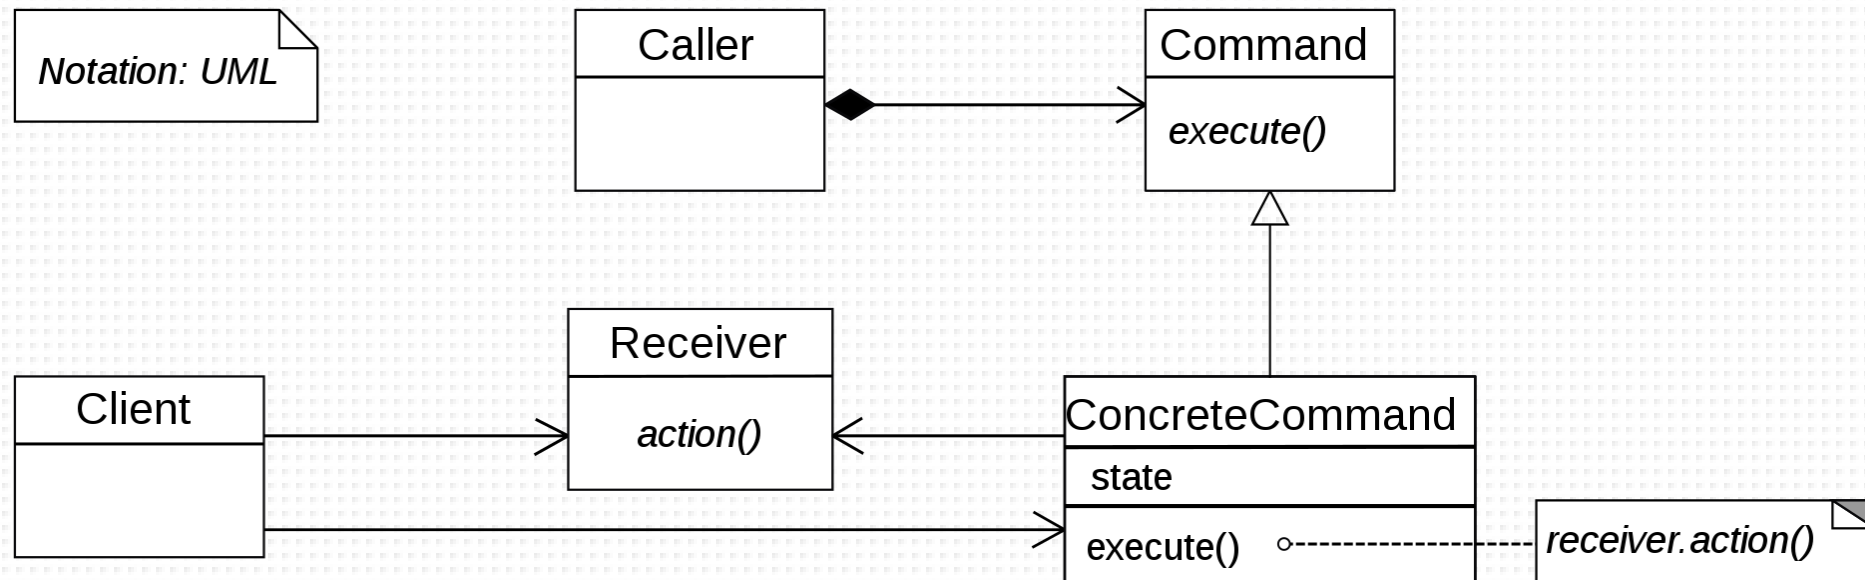 Notation: UML
Caller
Command
execute()
Receiver
action()
Client
ConcreteCommand
state
execute()
receiver.action()